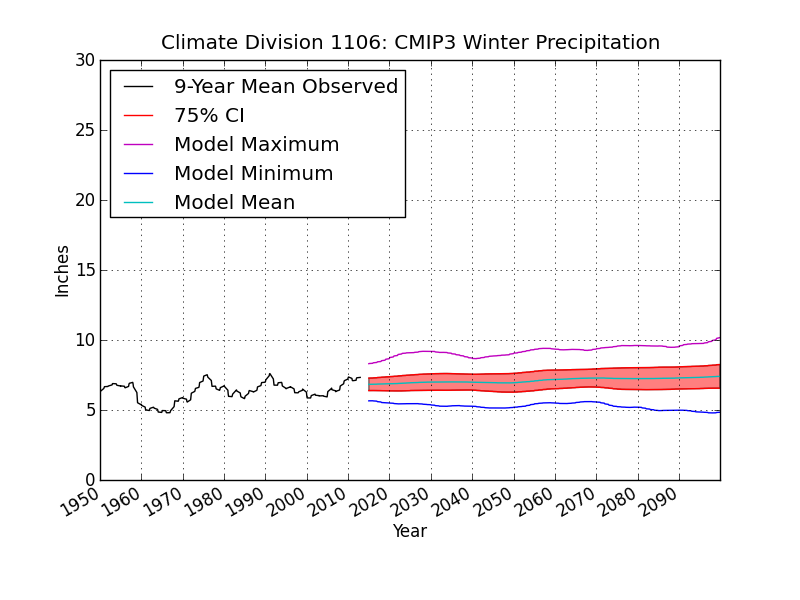 Climate Division 1106: CMIP3 Winter Precipitation
30
25
20
15
10
5
0
Inches
9-Year Mean Observed
75% CI
Model Maximum
Model Minimum
Model Mean
1950 1960 1970 1980 1990 2000 2010 2020 2030 2040 2050 2060 2070 2080 2090
Year